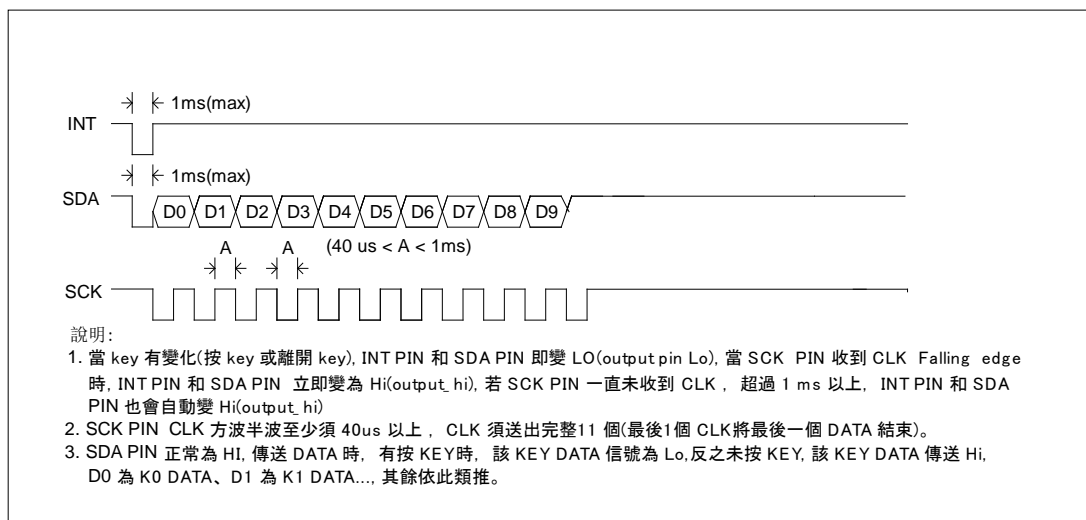 1ms(max)
INT
1ms(max)
SDA
D0 D1 D2 D3 D4 D5 D6 D7 D8 D9
A A (40 us < A < 1ms)
SCK
說明:
1. 當 key 有變化(按 key 或離開 key), INT PIN 和 SDA PIN 即變 LO(output pin Lo), 當 SCK PIN 收到 CLK Falling edge
時, INT PIN 和 SDA PIN 立即變為 Hi(output_hi), 若 SCK PIN 一直未收到 CLK , 超過 1 ms 以上, INT PIN 和 SDA
PIN 也會自動變 Hi(output_hi)
2. SCK PIN CLK 方波半波至少須 40us 以上 , CLK 須送出完整11 個(最後1個 CLK將最後一個 DATA 結束)。
3. SDA PIN 正常為 HI, 傳送 DATA 時, 有按 KEY時, 該 KEY DATA 信號為 Lo,反之未按 KEY, 該 KEY DATA 傳送 Hi,
D0 為 K0 DATA、D1 為 K1 DATA..., 其餘依此類推。